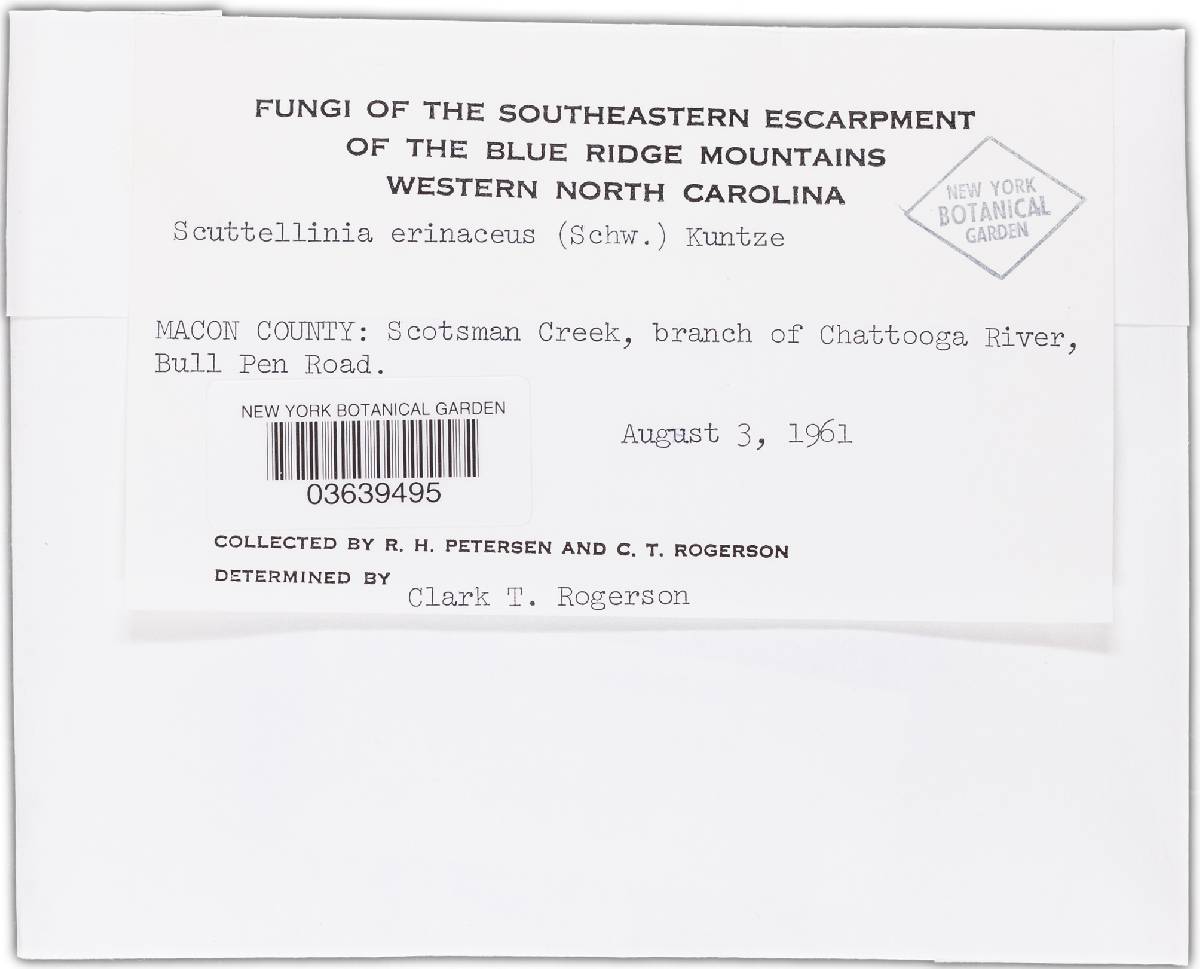 FUNGI OF THE SOUTHEASTERN ESCARPMENT
OF THE BLUE RIDGE MOUNTAINS
WESTERN NORTH CAROLINA
NEW YORK
BOTANICAL
GARDEN
Scuttellinia erinaceus (Schw.) Kuntze
MACON COUNTY: Scotsman Creek, branch of Chattooga River,
Bull Pen Road.
NEW YORK BOTANICAL GARDEN
03639495
August 3, 1961
COLLECTED BY R. H. PETERSEN AND C. T. ROGERSON
DETERMINED BY Clark T. Rogerson